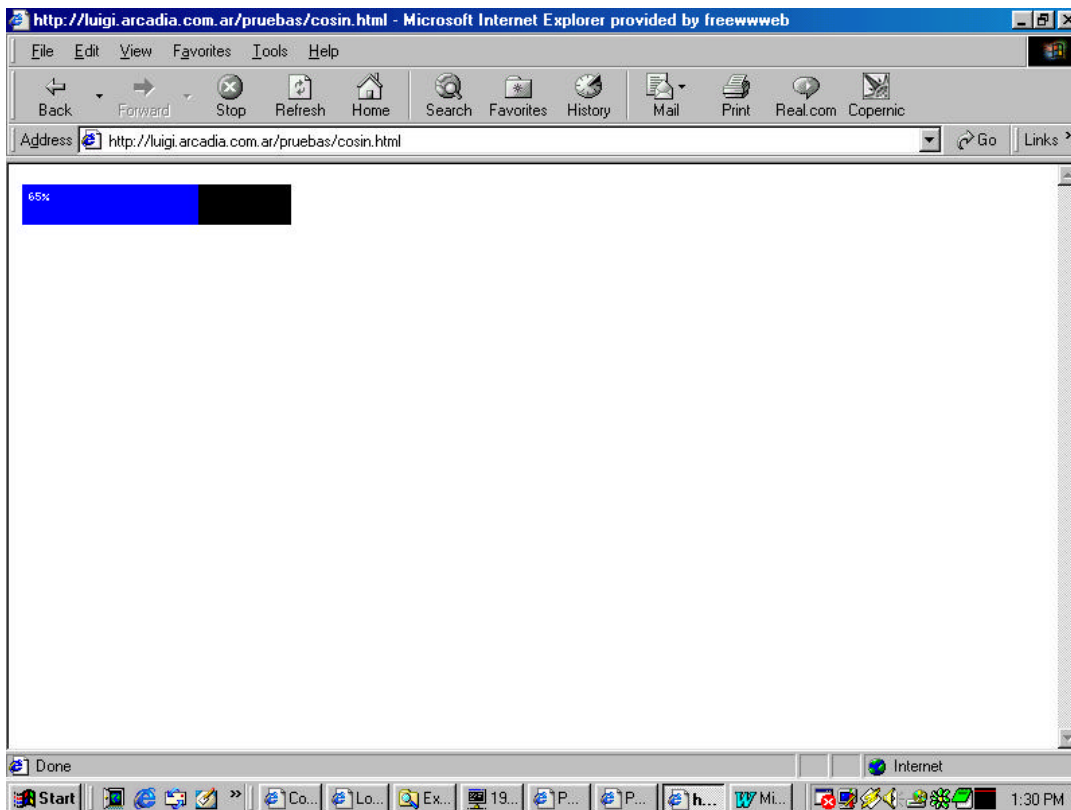 http://luigi.arcadia.com.ar/pruebas/cosin.html - Microsoft Internet Explorer provided by freewwweb
File Edit View Favorites Tools Help
Back Forward Stop Refresh Home Search Favorites History Mail Print Real.com Copernic
Address http://luigi.arcadia.com.ar/pruebas/cosin.html Go Links »
65%
Done Internet
Start » Co... Lo... Ex... 19... P... P... h... Mi... 1:30 PM